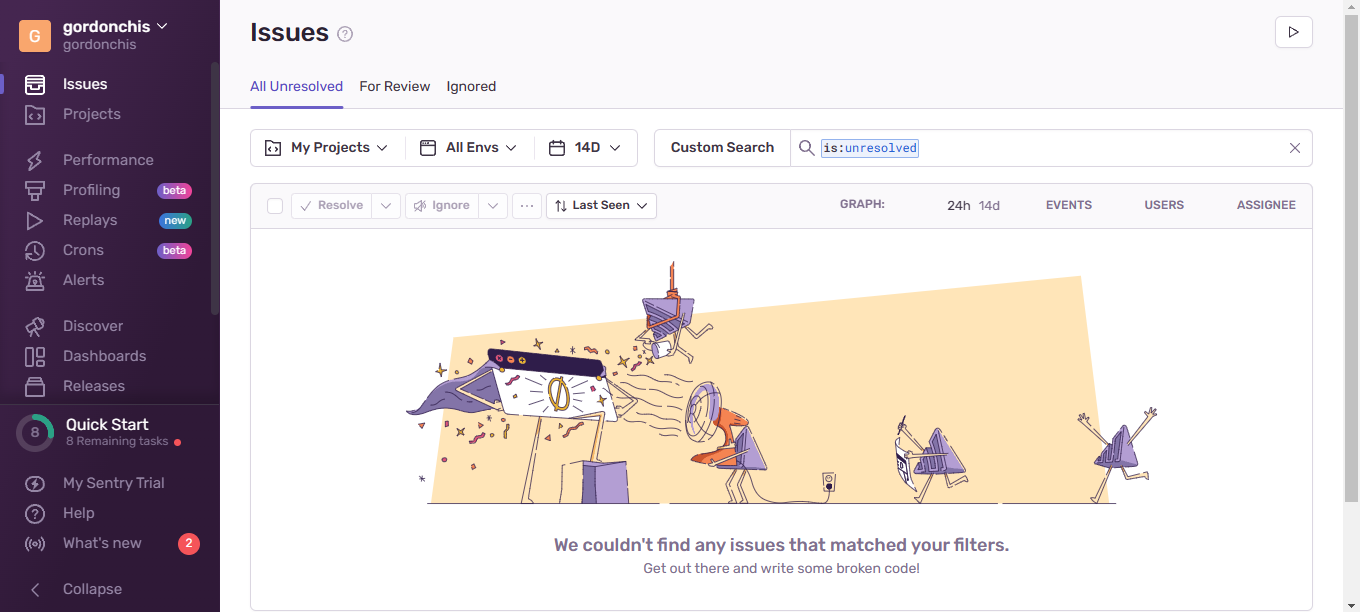 G
gordonchis
gordonchis
Issues
Projects
Performance
Profiling beta
Replays new
Crons beta
Alerts
Discover
Dashboards
Releases
8
Quick Start
8 Remaining tasks
My Sentry Trial
Help
What's new 2
Collapse
Issues ?
All Unresolved For Review Ignored
My Projects All Envs 14D Custom Search is:unresolved
Resolve Ignore ... Last Seen GRAPH: 24h 14d EVENTS USERS ASSIGNEE
We couldn't find any issues that matched your filters.
Get out there and write some broken code!